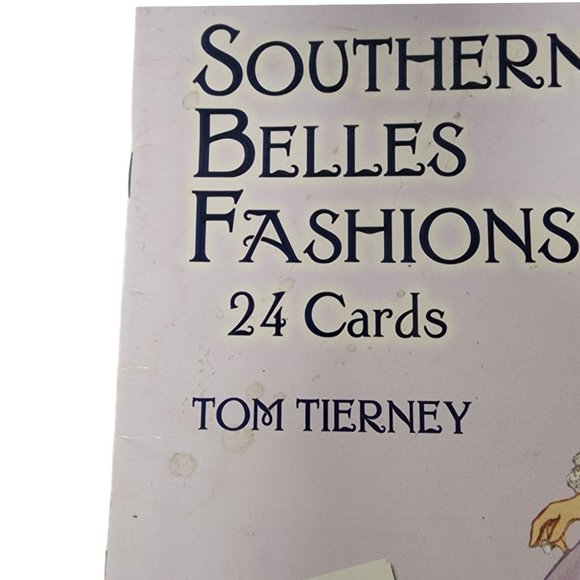 SOUTHERN
BELLES
FASHIONS
24 Cards
TOM TIERNEY